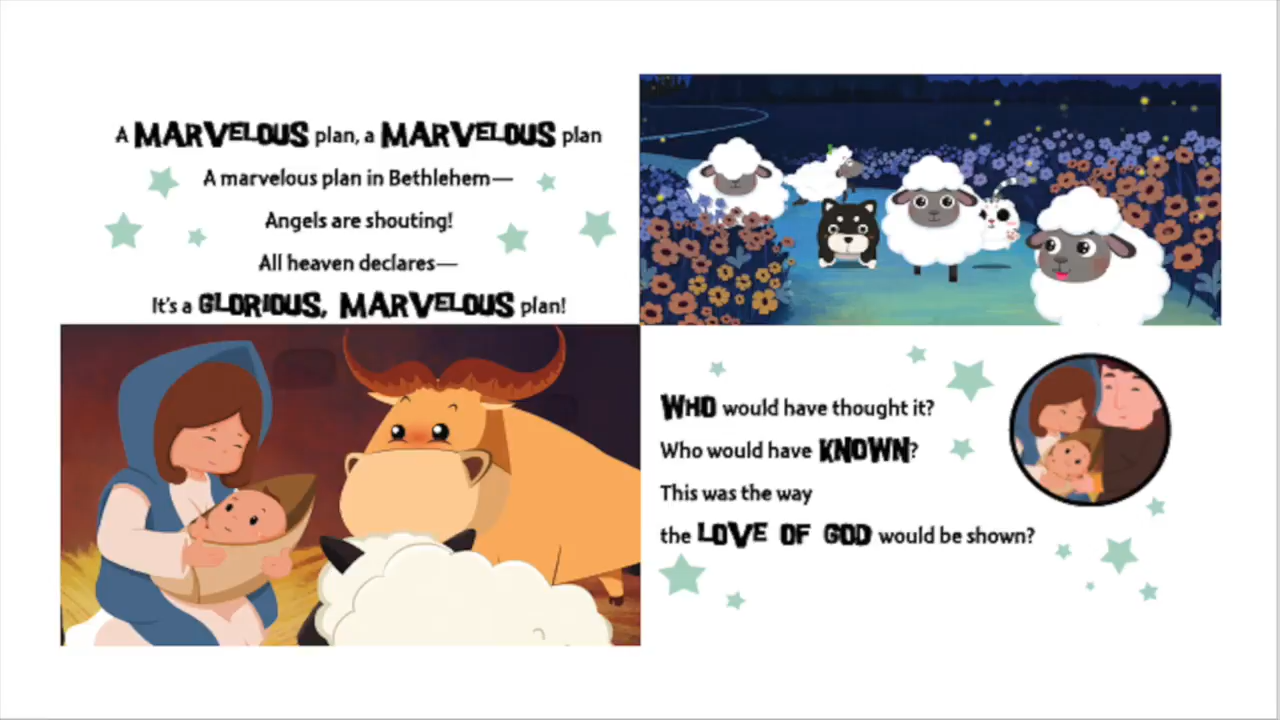 A MARVELOUS plan, a MARVELOUS plan
A marvelous plan in Bethlehem—
Angels are shouting!
All heaven declares—
It's a GLORIOUS, MARVELOUS plan!
WHO would have thought it?
Who would have KNOWN?
This was the way
the LOVE OF GOD would be shown?